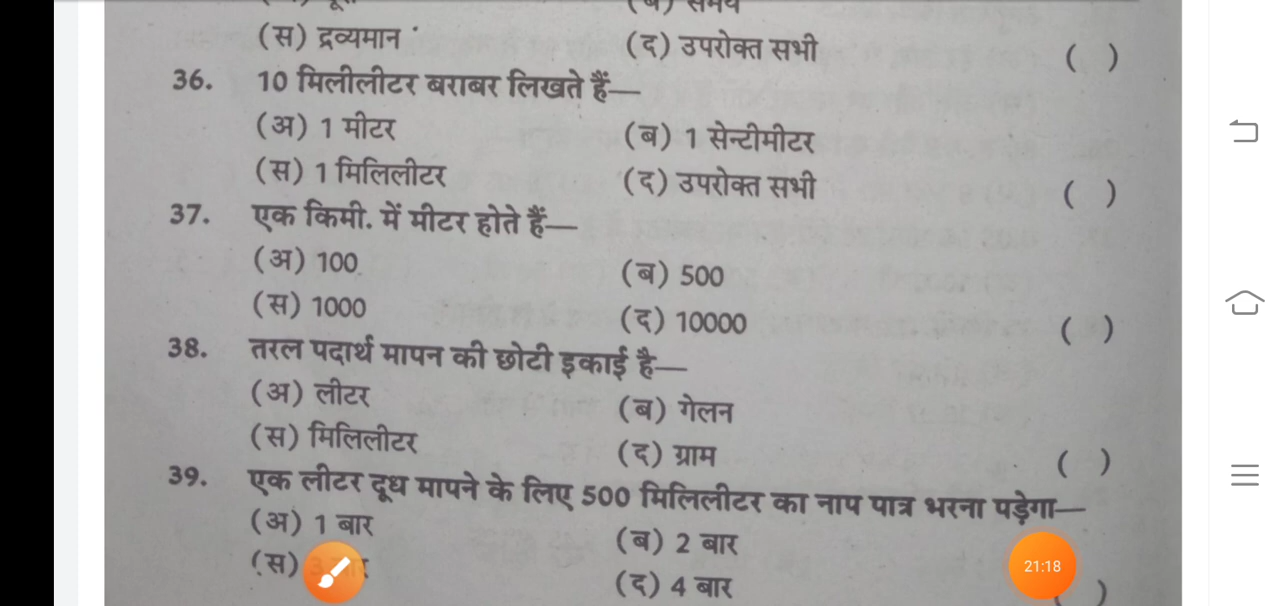 (स) द्रव्यमान (द) उपरोक्त सभी ( )
36. 10 मिलीलीटर बराबर लिखते हैं—
(अ) 1 मीटर (ब) 1 सेन्टीमीटर
(स) 1 मिलिलीटर (द) उपरोक्त सभी ( )
37. एक किमी. में मीटर होते हैं—
(अ) 100 (ब) 500
(स) 1000 (द) 10000 ( )
38. तरल पदार्थ मापन की छोटी इकाई है—
(अ) लीटर (ब) गेलन
(स) मिलिलीटर (द) ग्राम ( )
39. एक लीटर दूध मापने के लिए 500 मिलिलीटर का नाप पात्र भरना पड़ेगा—
(अ) 1 बार (ब) 2 बार
(स) (द) 4 बार )
21:18